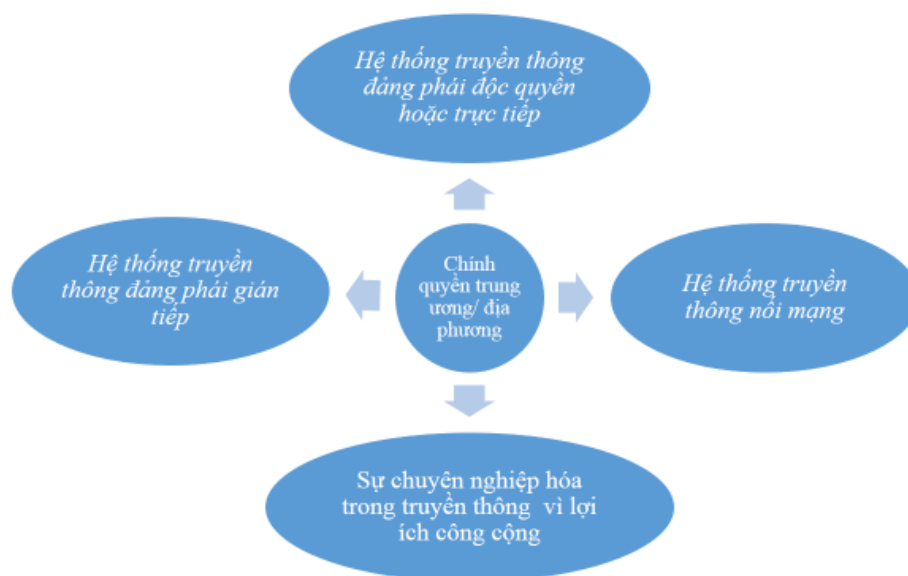 Hệ thống truyền thông
đảng phái độc quyền
hoặc trực tiếp
Hệ thống truyền
thông đảng phái gián
tiếp
Chính
quyền trung
ương/ địa
phương
Hệ thống truyền
thông nối mạng
Sự chuyên nghiệp hóa
trong truyền thông vì lợi
ích công cộng